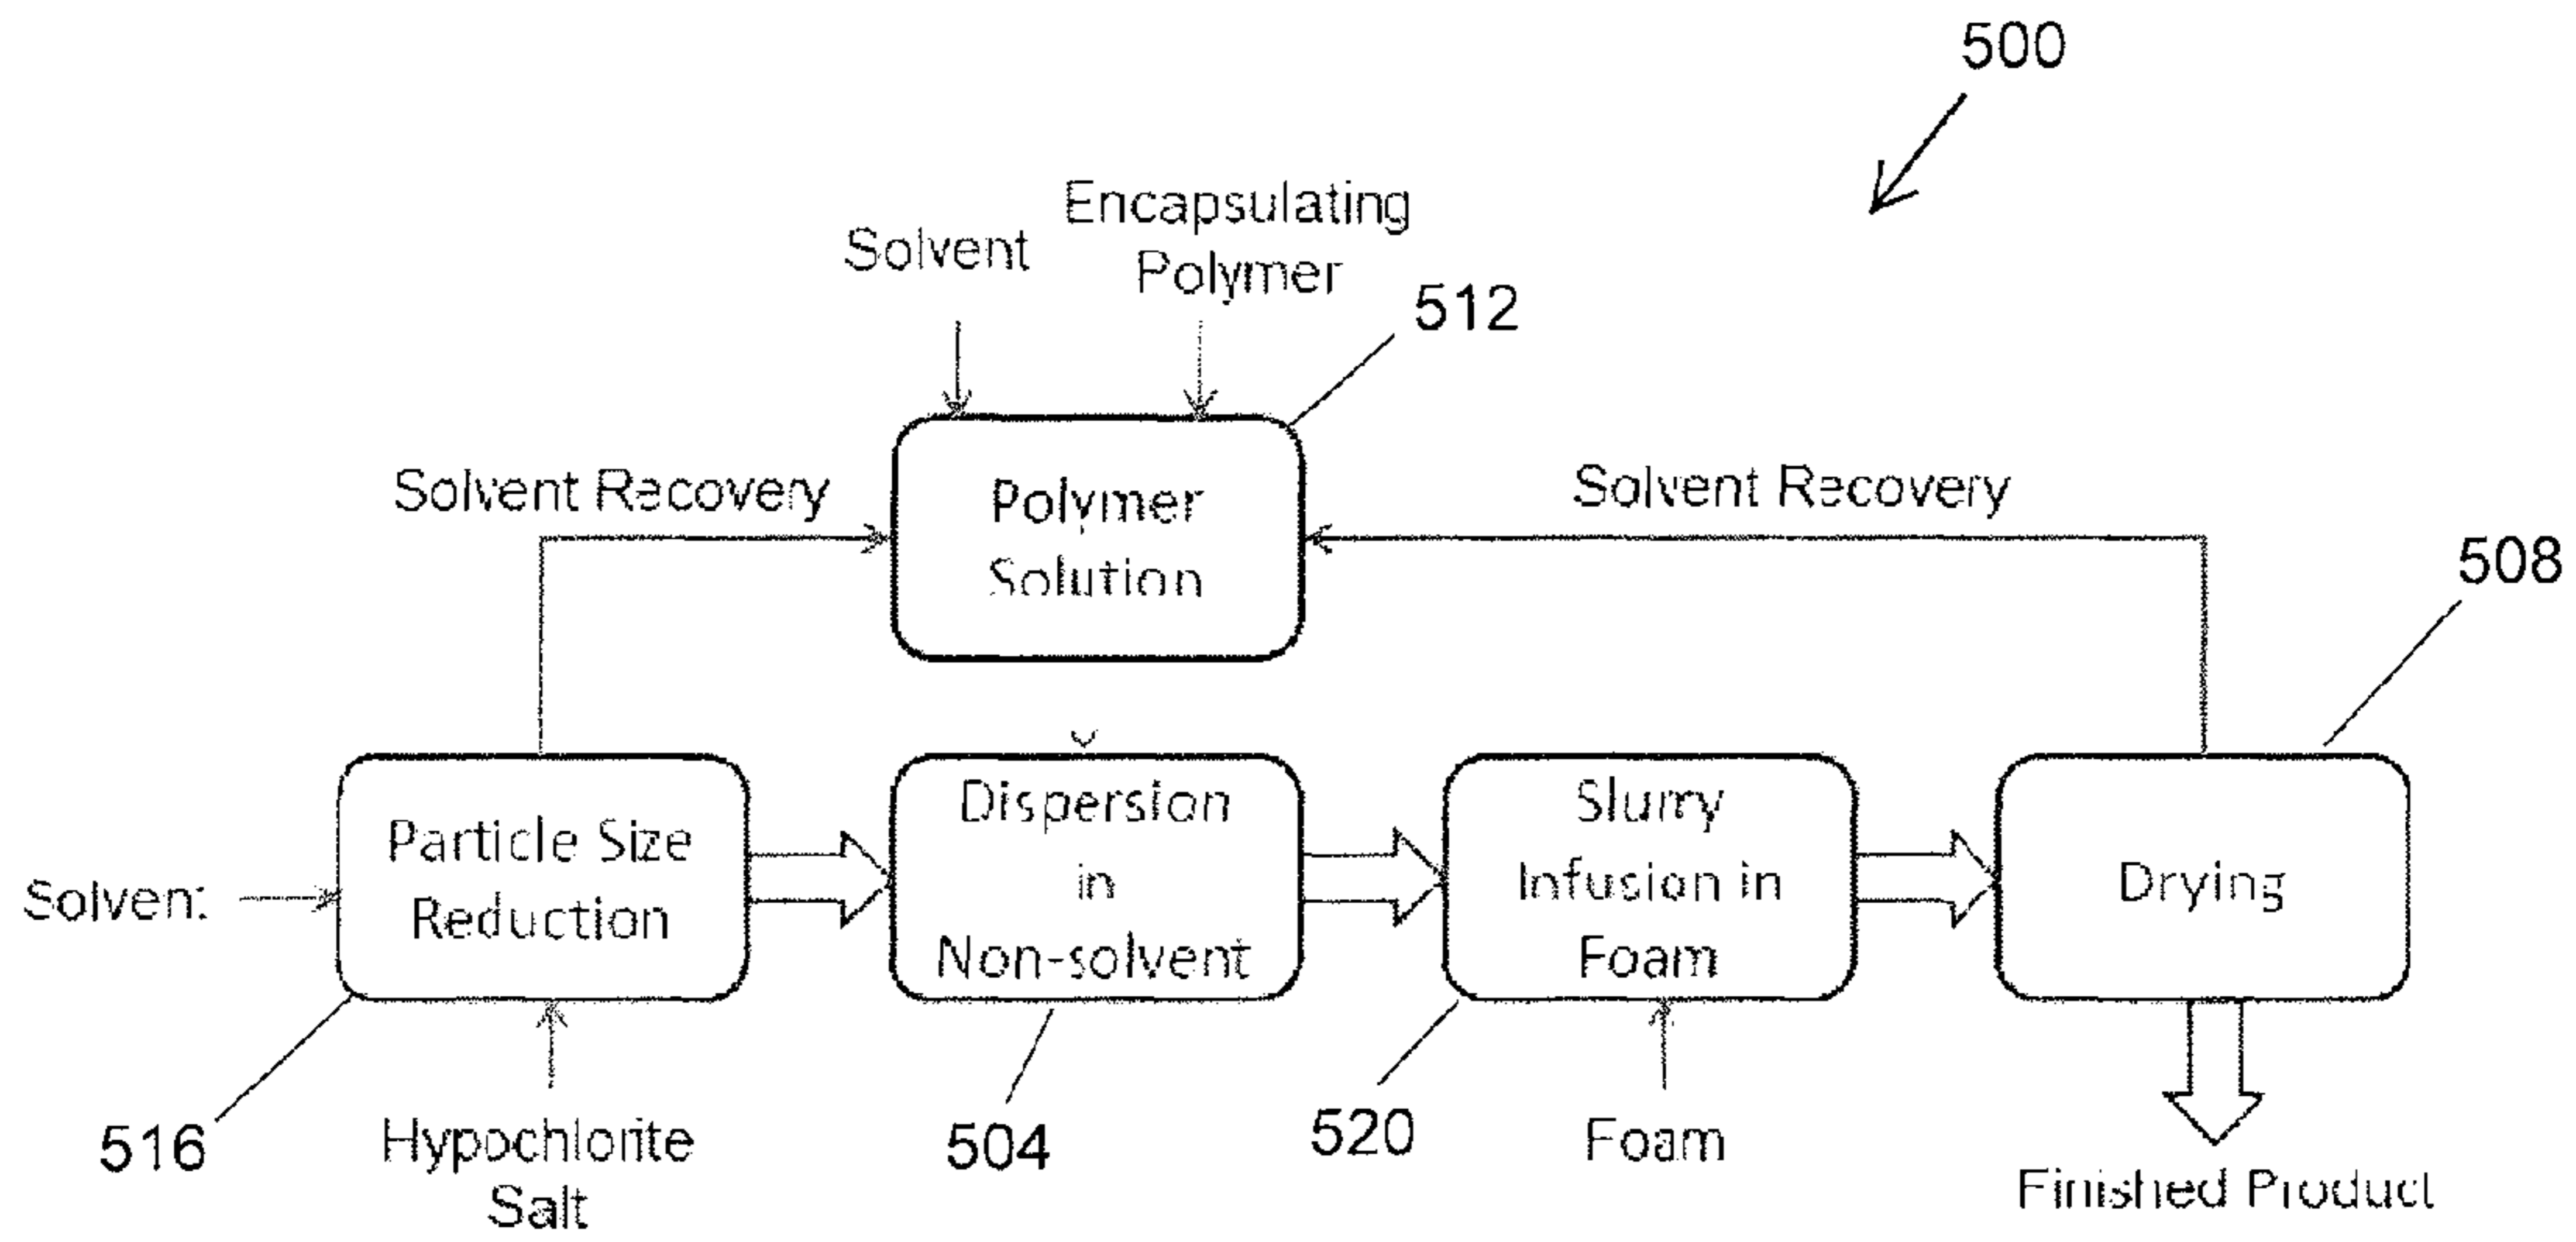 500
Encapsulating
Solvent
Polymer
512
Solvent Recovery
Polymer
Solution
Solvent Recovery
508
Particle Size
Reduction
Dispersion
in
Non-solvent
Slurry
Infusion in
Foam
Drying
Solvent
516
Hypochlorite
Salt
504
520
Foam
Finished Product